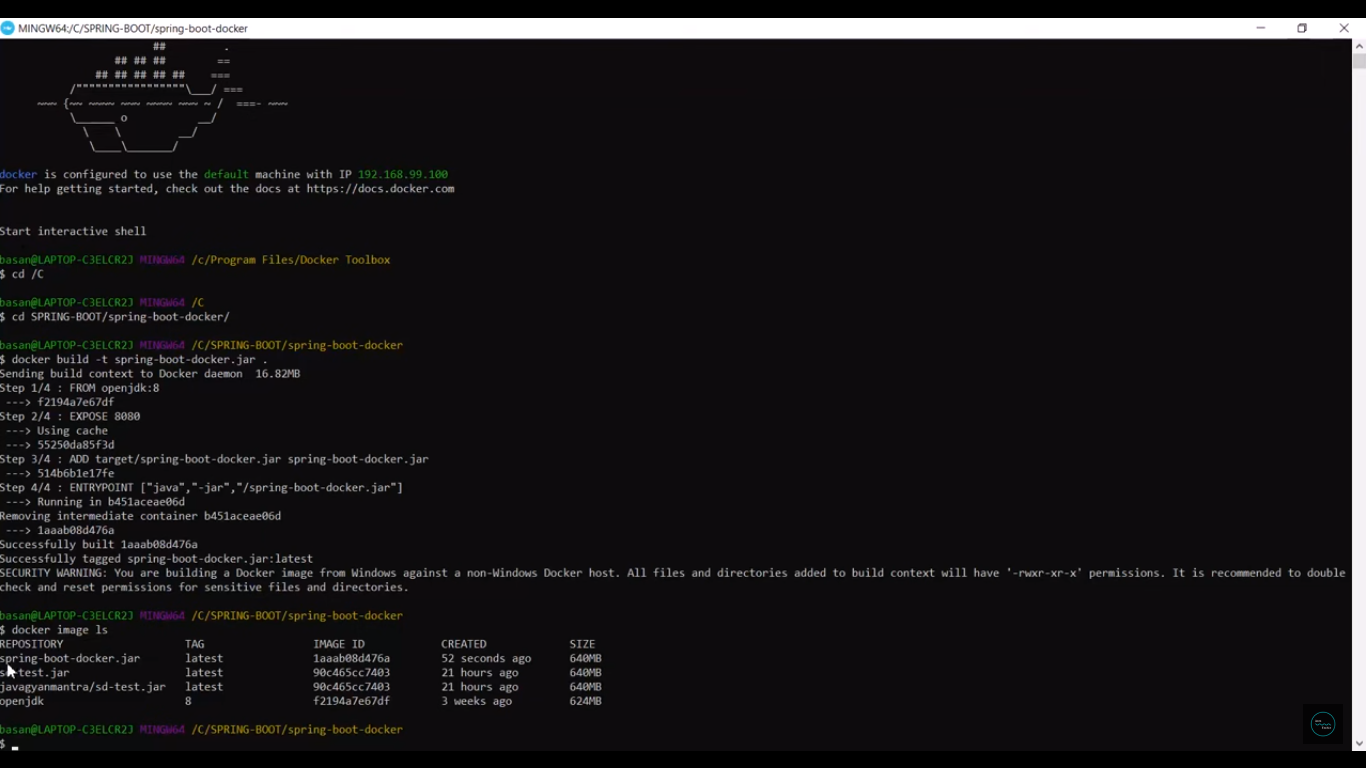 MINGW64:/C/SPRING-BOOT/spring-boot-docker
## .
## ## ## ==
## ## ## ## ## ===
/"""""""""""""""""\___/ ===
~~~ {~~ ~~~~ ~~~ ~~~~ ~~~ ~ / ===- ~~~
\______ o __/
\ \ __/
\____\_______/
docker is configured to use the default machine with IP 192.168.99.100
For help getting started, check out the docs at https://docs.docker.com
Start interactive shell
basan@LAPTOP-C3ELCR2J MINGW64 /c/Program Files/Docker Toolbox
$ cd /C
basan@LAPTOP-C3ELCR2J MINGW64 /C
$ cd SPRING-BOOT/spring-boot-docker/
basan@LAPTOP-C3ELCR2J MINGW64 /C/SPRING-BOOT/spring-boot-docker
$ docker build -t spring-boot-docker.jar .
Sending build context to Docker daemon 16.82MB
Step 1/4 : FROM openjdk:8
---> f2194a7e67df
Step 2/4 : EXPOSE 8080
---> Using cache
---> 55250da85f3d
Step 3/4 : ADD target/spring-boot-docker.jar spring-boot-docker.jar
---> 514b6b1e17fe
Step 4/4 : ENTRYPOINT ["java","-jar","/spring-boot-docker.jar"]
---> Running in b451aceae06d
Removing intermediate container b451aceae06d
---> 1aaab08d476a
Successfully built 1aaab08d476a
Successfully tagged spring-boot-docker.jar:latest
SECURITY WARNING: You are building a Docker image from Windows against a non-Windows Docker host. All files and directories added to build context will have '-rwxr-xr-x' permissions. It is recommended to double
check and reset permissions for sensitive files and directories.
basan@LAPTOP-C3ELCR2J MINGW64 /C/SPRING-BOOT/spring-boot-docker
$ docker image ls
REPOSITORY TAG IMAGE ID CREATED SIZE
spring-boot-docker.jar latest 1aaab08d476a 52 seconds ago 640MB
sd-test.jar latest 90c465cc7403 21 hours ago 640MB
javagyanmantra/sd-test.jar latest 90c465cc7403 21 hours ago 640MB
openjdk 8 f2194a7e67df 3 weeks ago 624MB
basan@LAPTOP-C3ELCR2J MINGW64 /C/SPRING-BOOT/spring-boot-docker
$